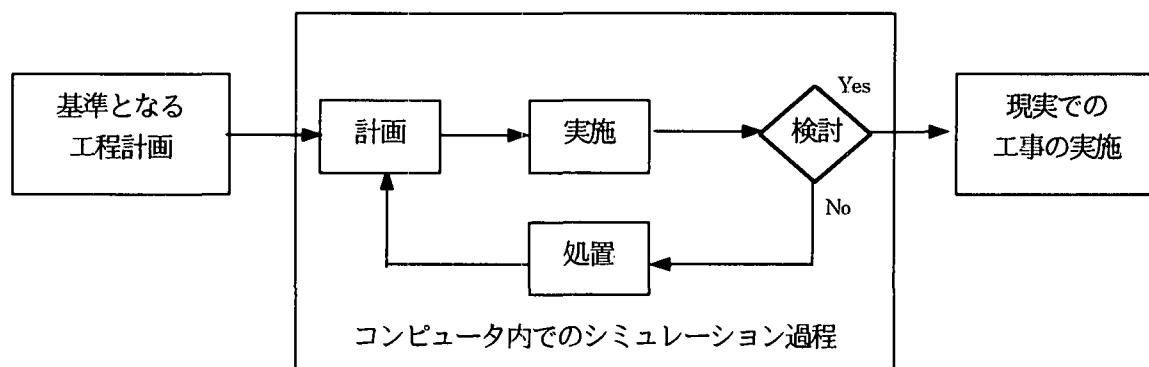 基準となる
工程計画
計画
実施
検討
Yes
No
処置
現実での
工事の実施
コンピュータ内でのシミュレーション過程